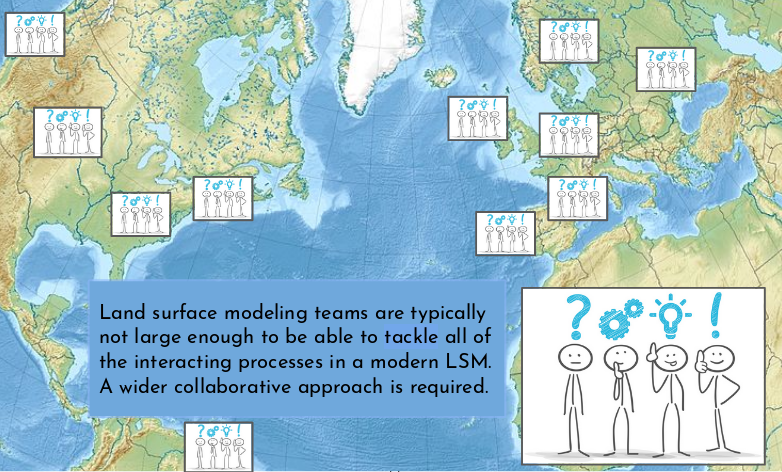 Land surface modeling teams are typically
not large enough to be able to tackle all of
the interacting processes in a modern LSM.
A wider collaborative approach is required.
? !